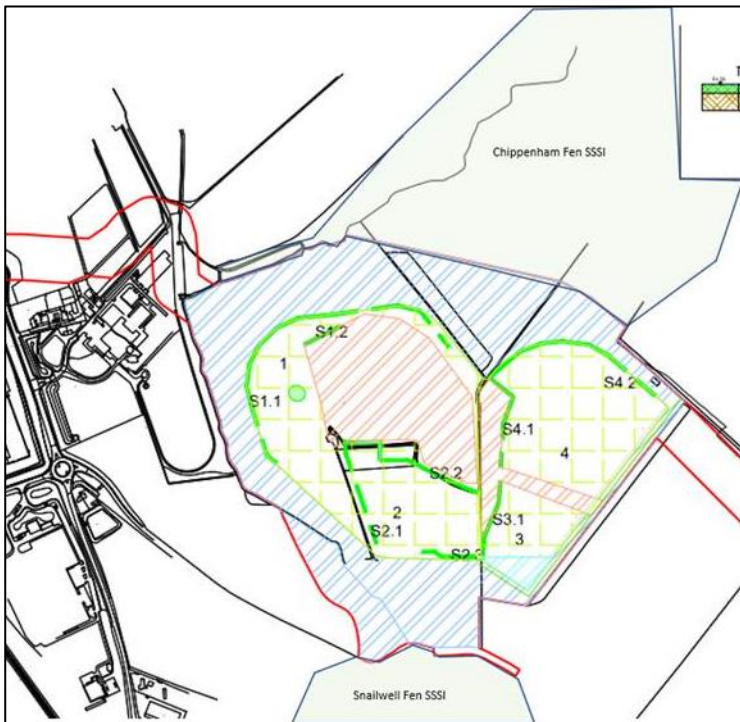 T
Chippenham Fen SSSI
S1.2
1
S4.2
S1.1
S4.1
4
S2.2
2
S3.1
S2.1
3
S2.3
Snailwell Fen SSSI